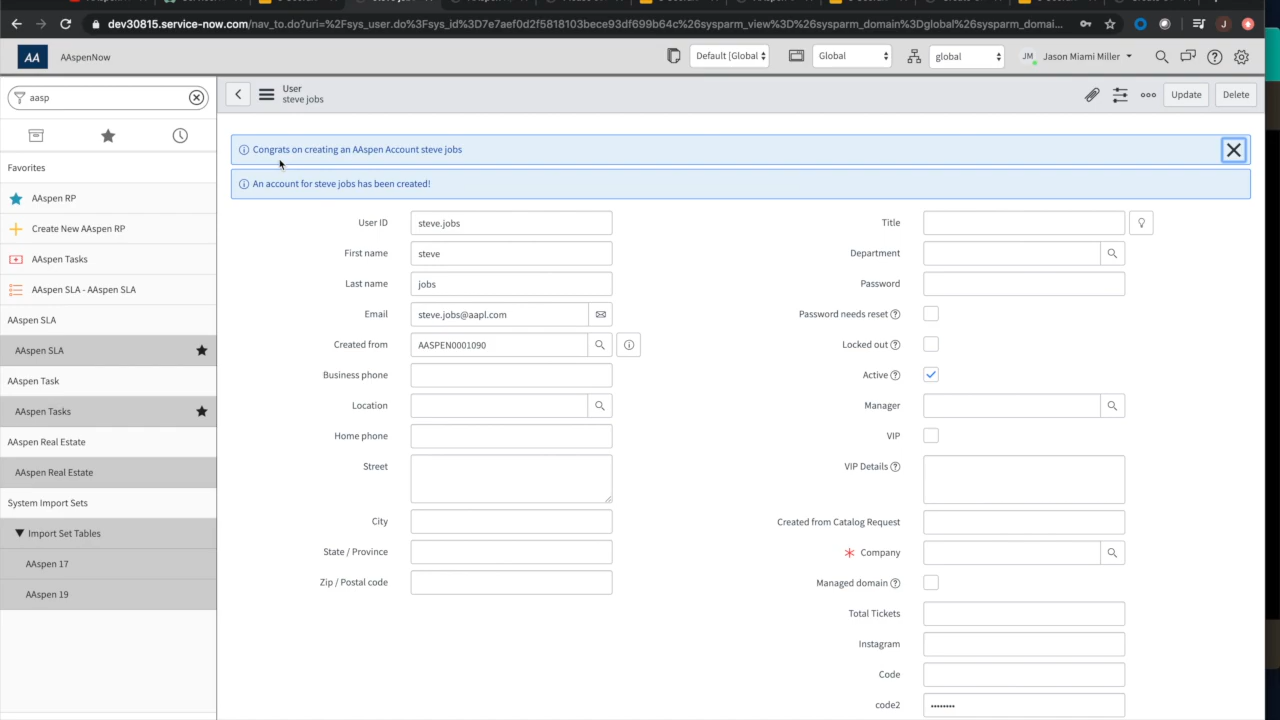 dev30815.service-now.com/nav_to.do?uri=%2Fsys_user.do%3Fsys_id%3D7e7aef0d2f5818103bece93df699b64c%26sysparm_view%3D%26sysparm_domain%3Dglobal%26sysparm_domai...
J
AA AAspenNow
Default [Global
Global
global
JM Jason Miami Miller
aasp
User
steve jobs
Update
Delete
Congrats on creating an AAspen Account steve jobs
An account for steve jobs has been created!
Favorites
AAspen RP
Create New AAspen RP
AAspen Tasks
AAspen SLA - AAspen SLA
AAspen SLA
AAspen SLA
AAspen Task
AAspen Tasks
AAspen Real Estate
AAspen Real Estate
System Import Sets
Import Set Tables
AAspen 17
AAspen 19
User ID steve.jobs
First name steve
Last name jobs
Email steve.jobs@aapl.com
Created from AASPEN0001090
Business phone
Location
Home phone
Street
City
State / Province
Zip / Postal code
Title
Department
Password
Password needs reset
Locked out
Active
Manager
VIP
VIP Details
Created from Catalog Request
Company
Managed domain
Total Tickets
Instagram
Code
code2 ••••••••